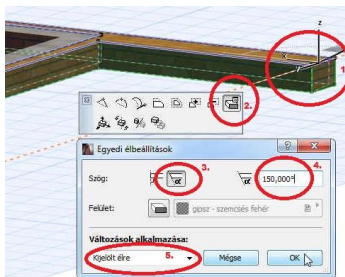 z
x
y
1.
2.
Egyedi élbeállítások
3.
4.
Szög:
α
α
150,000°
Felület:
gipsz - szemcsés fehér
Változások alkalmazása:
Kijelölt élre
5.
Mégse
OK